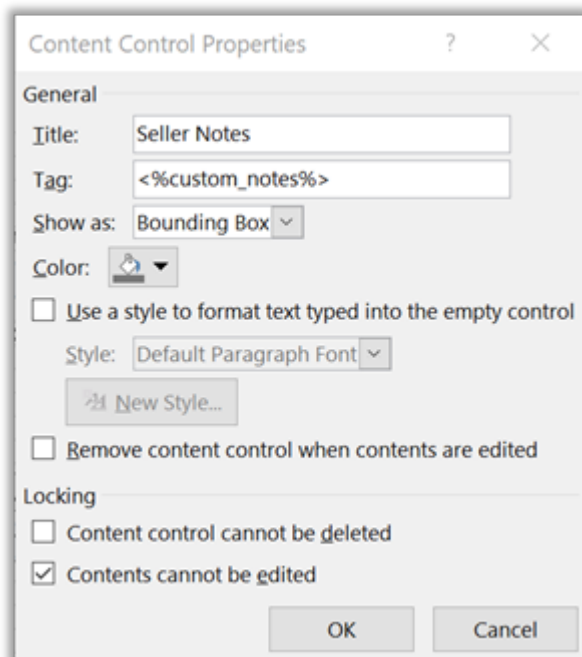 Content Control Properties ?
General
Title: Seller Notes
Tag: <%custom_notes%>
Show as: Bounding Box
Color:
Use a style to format text typed into the empty control
Style: Default Paragraph Font
New Style...
Remove content control when contents are edited
Locking
Content control cannot be deleted
Contents cannot be edited
OK Cancel